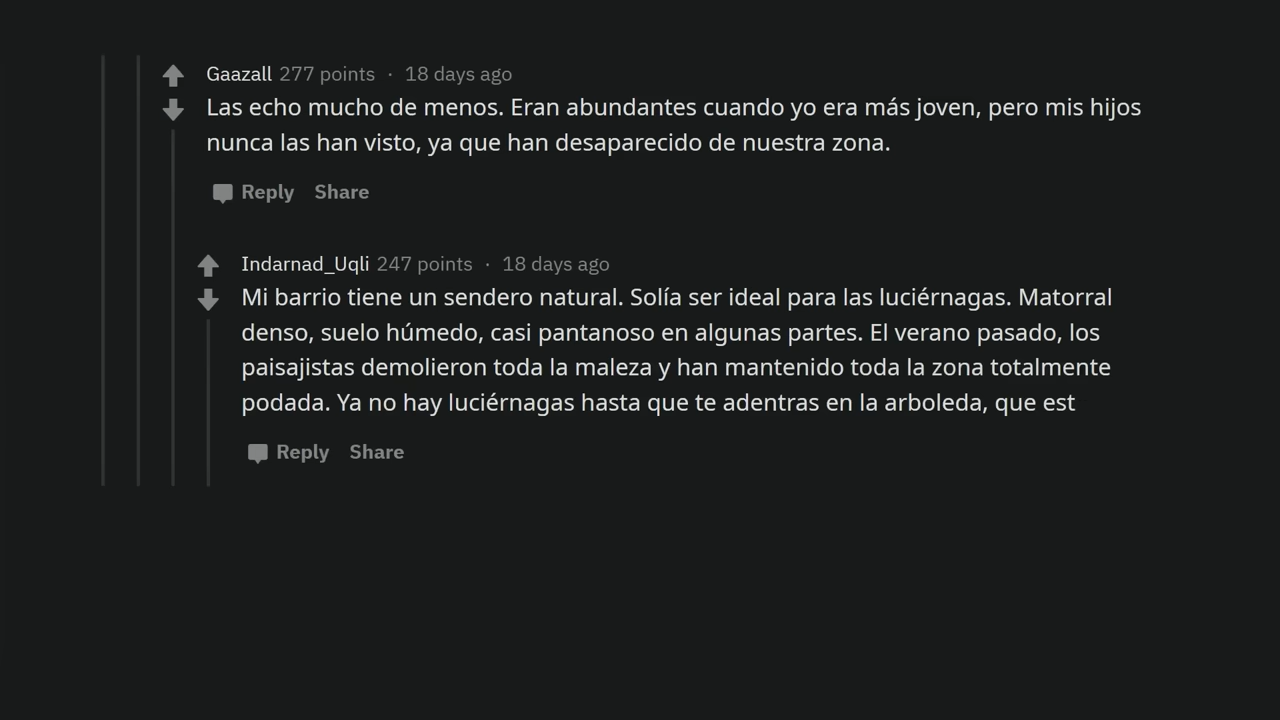 Gaazall 277 points · 18 days ago
Las echo mucho de menos. Eran abundantes cuando yo era más joven, pero mis hijos
nunca las han visto, ya que han desaparecido de nuestra zona.
Reply Share
Indarnad_Uqli 247 points · 18 days ago
Mi barrio tiene un sendero natural. Solía ser ideal para las luciérnagas. Matorral
denso, suelo húmedo, casi pantanoso en algunas partes. El verano pasado, los
paisajistas demolieron toda la maleza y han mantenido toda la zona totalmente
podada. Ya no hay luciérnagas hasta que te adentras en la arboleda, que est
Reply Share